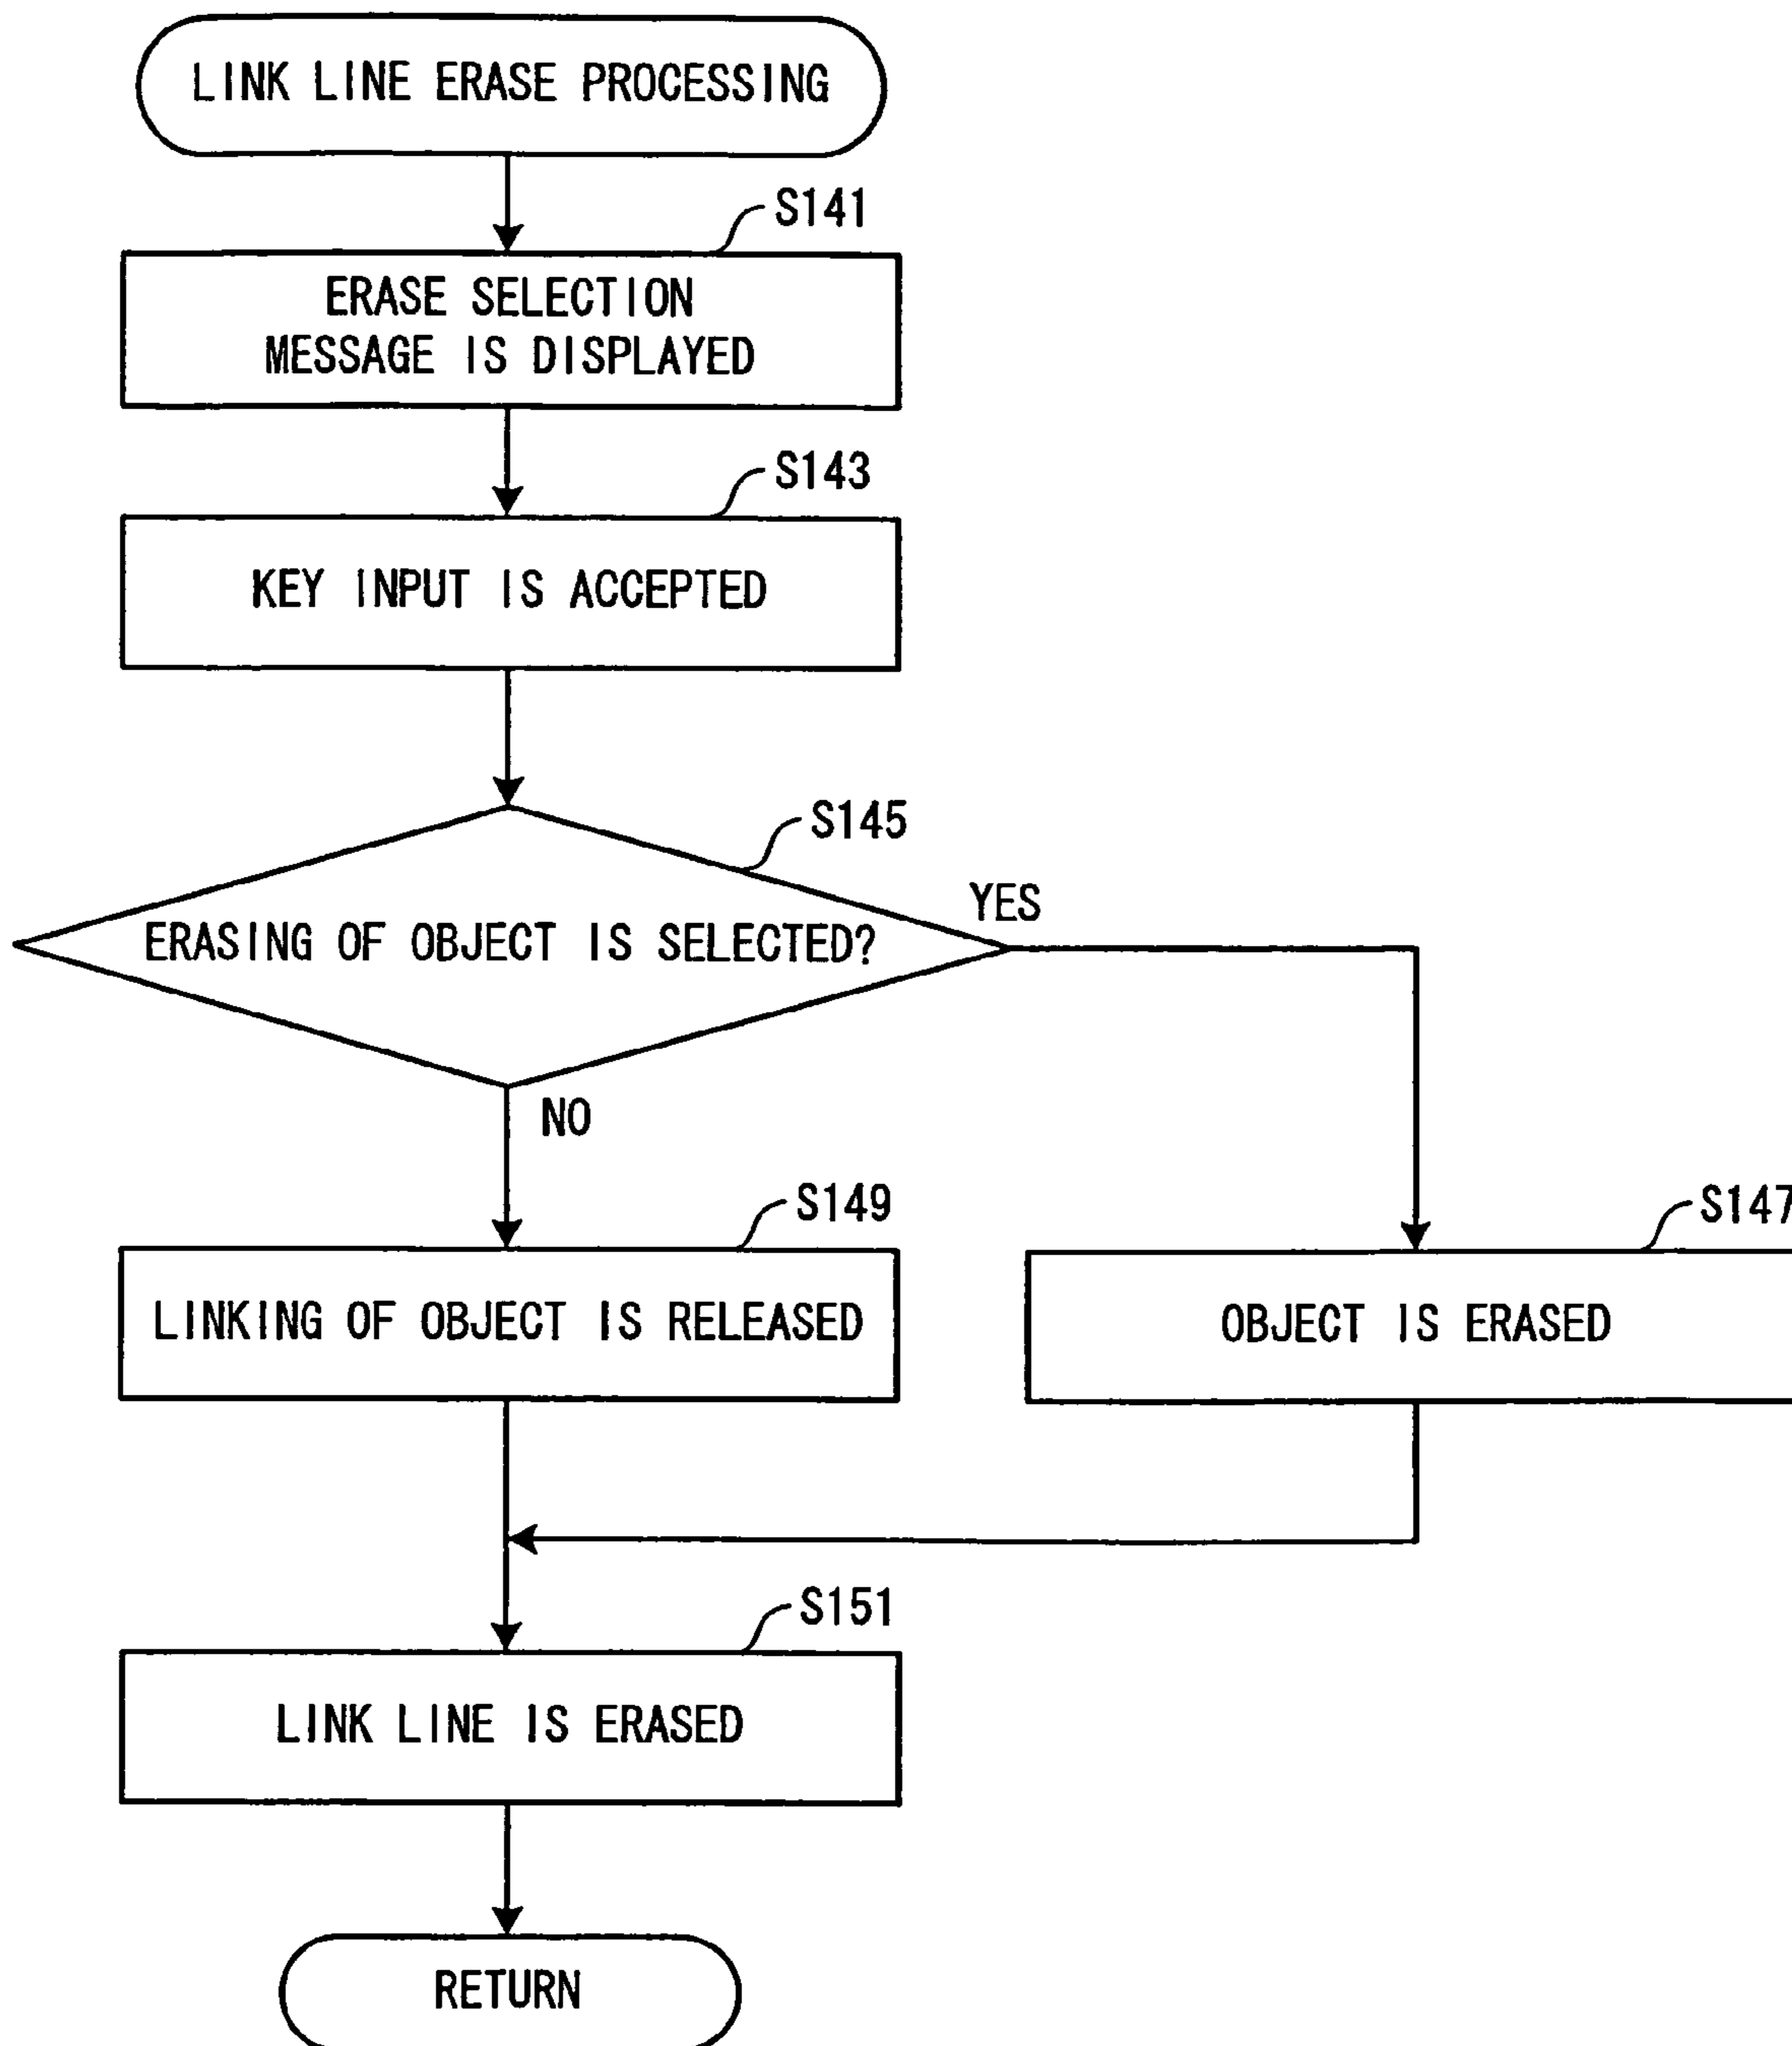 LINK LINE ERASE PROCESSING
S141
ERASE SELECTION
MESSAGE IS DISPLAYED
S143
KEY INPUT IS ACCEPTED
S145
ERASING OF OBJECT IS SELECTED?
YES
NO
S149
S147
LINKING OF OBJECT IS RELEASED
OBJECT IS ERASED
S151
LINK LINE IS ERASED
RETURN